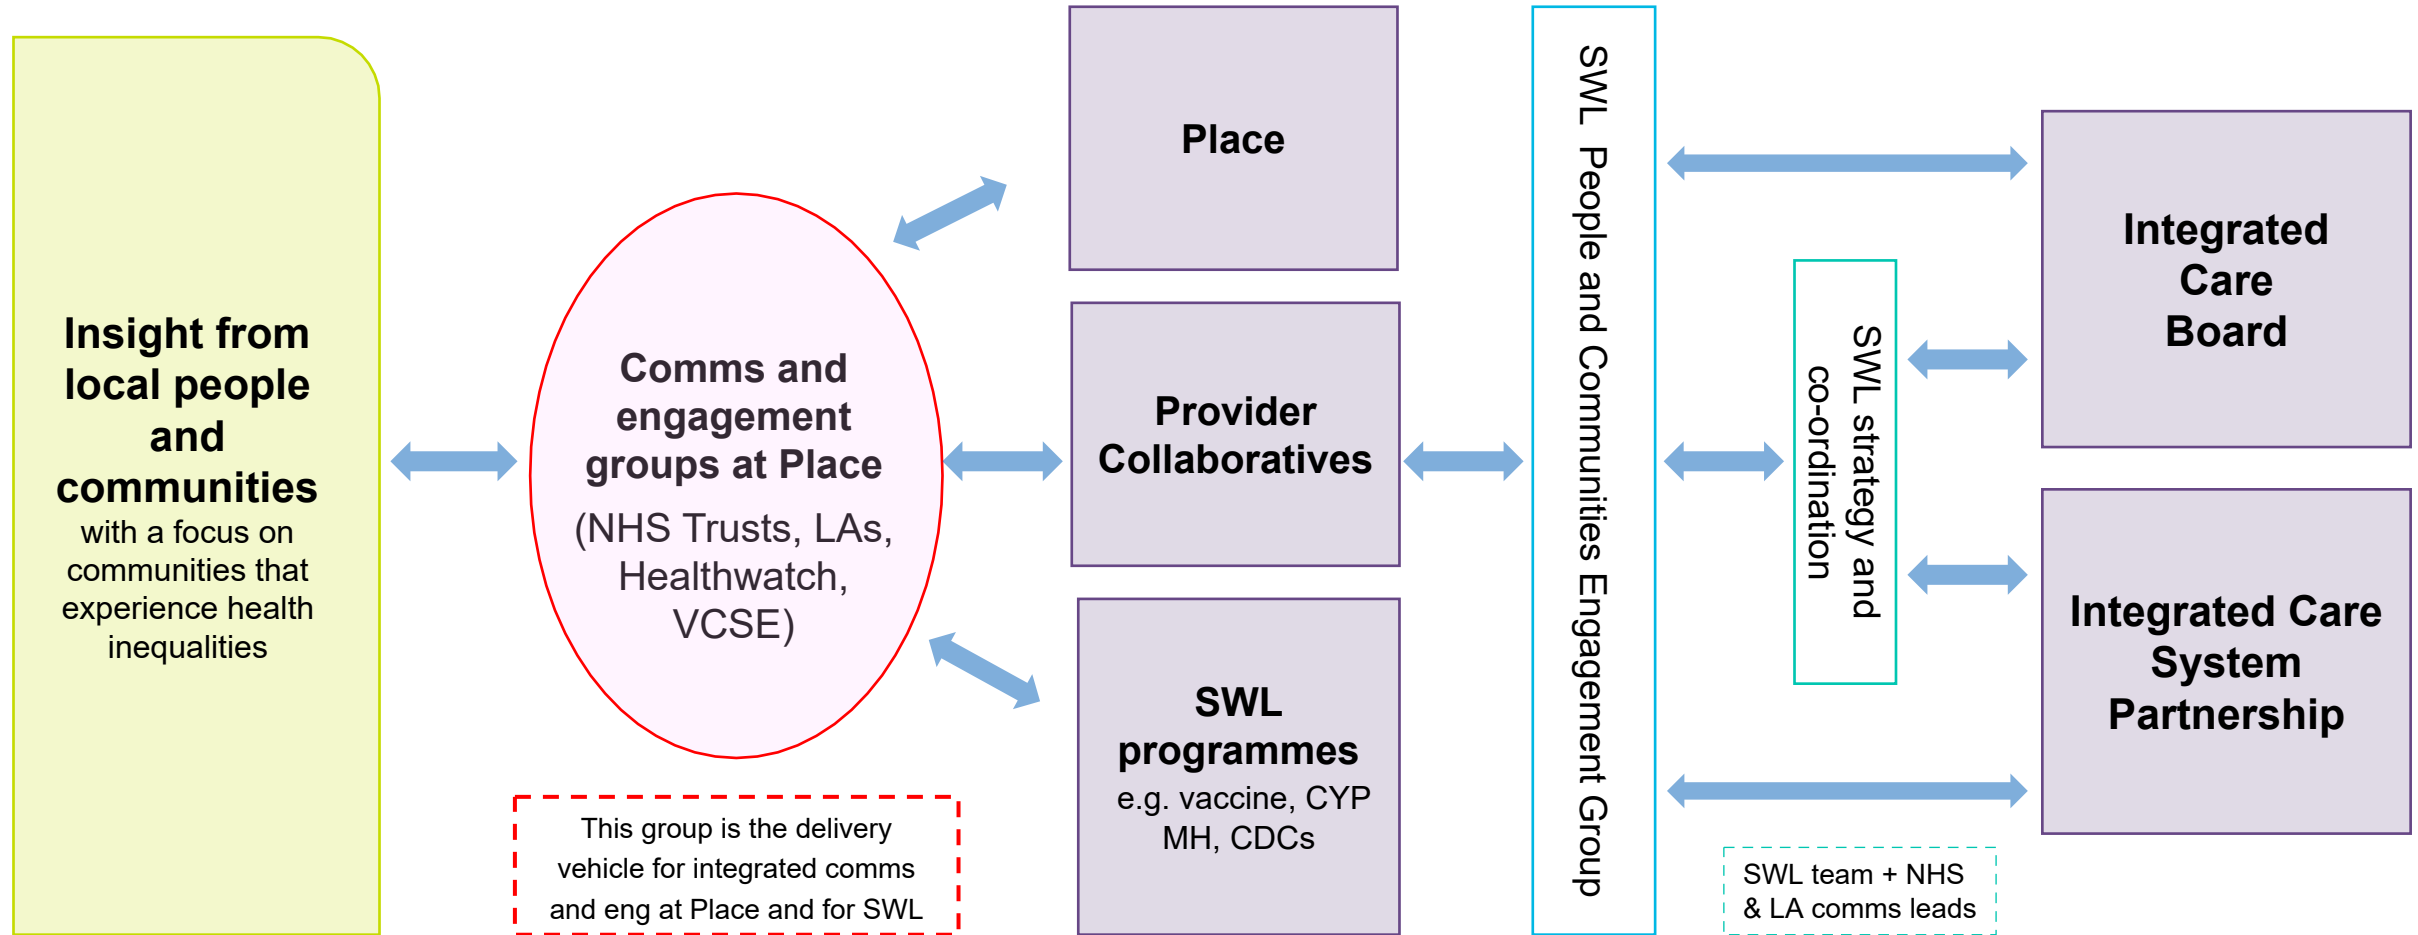 Insight from
local people
and
communities
with a focus on
communities that
experience health
inequalities
Comms and
engagement
groups at Place
(NHS Trusts, LAs,
Healthwatch,
VCSE)
This group is the delivery
vehicle for integrated comms
and eng at Place and for SWL
Place
Provider
Collaboratives
SWL
programmes
e.g. vaccine, CYP
MH, CDCs
SWL People and Communities Engagement Group
SWL strategy and
co-ordination
SWL team + NHS
& LA comms leads
Integrated
Care
Board
Integrated Care
System
Partnership